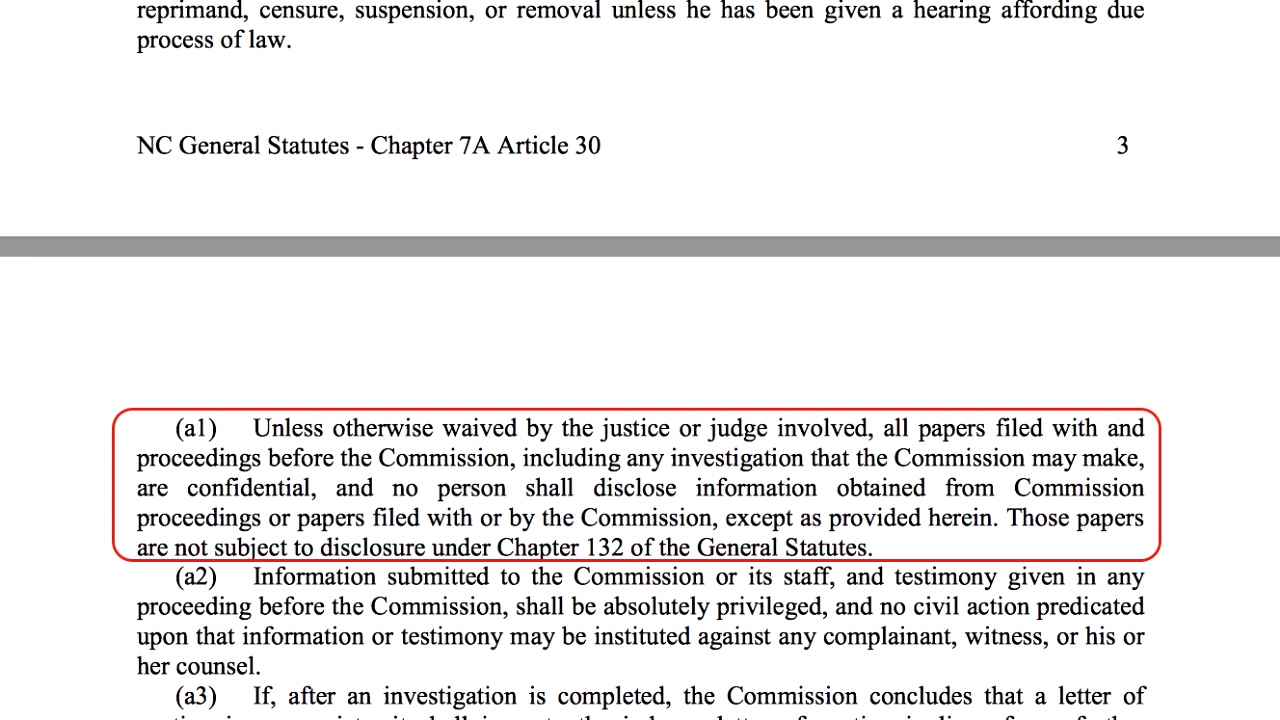 reprimand, censure, suspension, or removal unless he has been given a hearing affording due
process of law.
NC General Statutes - Chapter 7A Article 30 3
(a1) Unless otherwise waived by the justice or judge involved, all papers filed with and
proceedings before the Commission, including any investigation that the Commission may make,
are confidential, and no person shall disclose information obtained from Commission
proceedings or papers filed with or by the Commission, except as provided herein. Those papers
are not subject to disclosure under Chapter 132 of the General Statutes.
(a2) Information submitted to the Commission or its staff, and testimony given in any
proceeding before the Commission, shall be absolutely privileged, and no civil action predicated
upon that information or testimony may be instituted against any complainant, witness, or his or
her counsel.
(a3) If, after an investigation is completed, the Commission concludes that a letter of